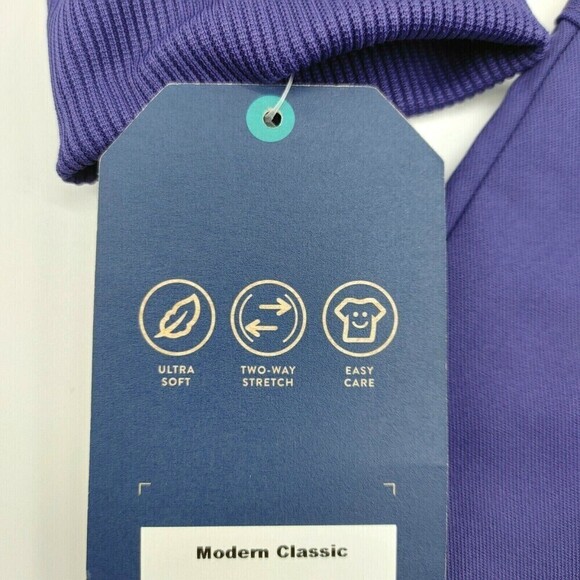 ULTRA SOFT
TWO-WAY STRETCH
EASY CARE
Modern Classic